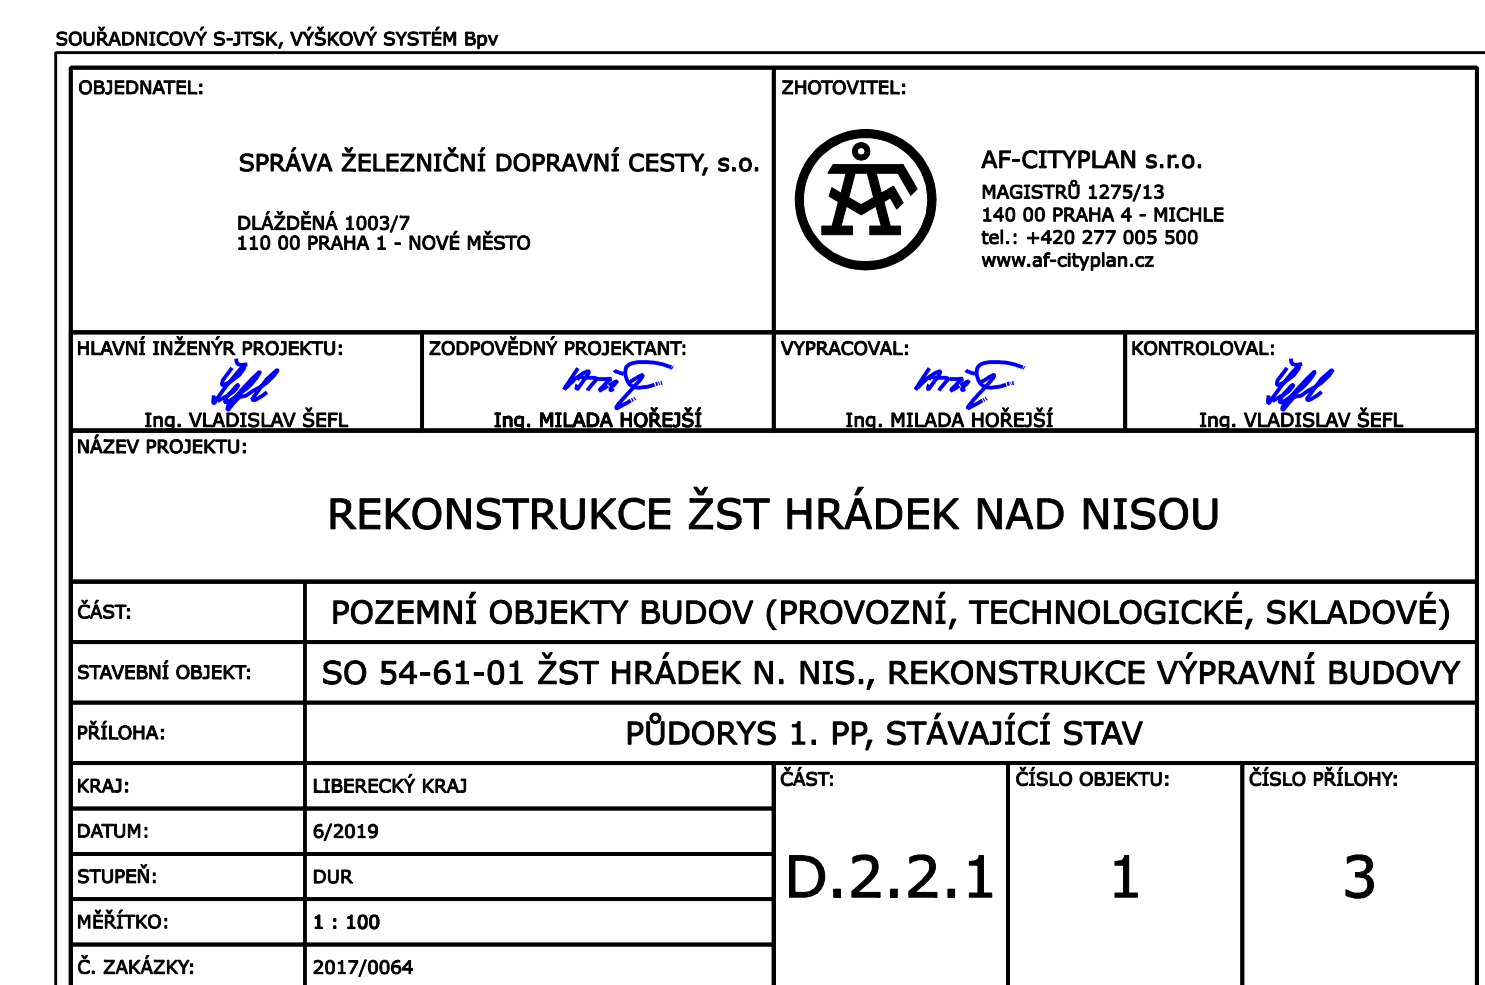 SOUŘADNICOVÝ S-JTSK, VÝŠKOVÝ SYSTÉM Bpv
OBJEDNATEL:
SPRÁVA ŽELEZNIČNÍ DOPRAVNÍ CESTY, s.o.
DLÁŽDĚNÁ 1003/7
110 00 PRAHA 1 - NOVÉ MĚSTO
ZHOTOVITEL:
AF-CITYPLAN s.r.o.
MAGISTRŮ 1275/13
140 00 PRAHA 4 - MICHLE
tel.: +420 277 005 500
www.af-cityplan.cz
HLAVNÍ INŽENÝR PROJEKTU:
Ing. VLADISLAV ŠEFL
ZODPOVĚDNÝ PROJEKTANT:
Ing. MILADA HOŘEJŠÍ
VYPRACOVAL:
Ing. MILADA HOŘEJŠÍ
KONTROLOVAL:
Ing. VLADISLAV ŠEFL
NÁZEV PROJEKTU:
REKONSTRUKCE ŽST HRÁDEK NAD NISOU
ČÁST:
POZEMNÍ OBJEKTY BUDOV (PROVOZNÍ, TECHNOLOGICKÉ, SKLADOVÉ)
STAVEBNÍ OBJEKT:
SO 54-61-01 ŽST HRÁDEK N. NIS., REKONSTRUKCE VÝPRAVNÍ BUDOVY
PŘÍLOHA:
PŮDORYS 1. PP, STÁVAJÍCÍ STAV
KRAJ:
LIBERECKÝ KRAJ
DATUM:
6/2019
STUPEŇ:
DUR
MĚŘÍTKO:
1 : 100
Č. ZAKÁZKY:
2017/0064
ČÁST:
D.2.2.1
ČÍSLO OBJEKTU:
1
ČÍSLO PŘÍLOHY:
3